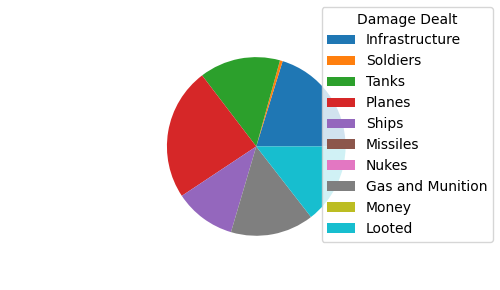 Damage Dealt
Infrastructure
Soldiers
Tanks
Planes
Ships
Missiles
Nukes
Gas and Munition
Money
Looted